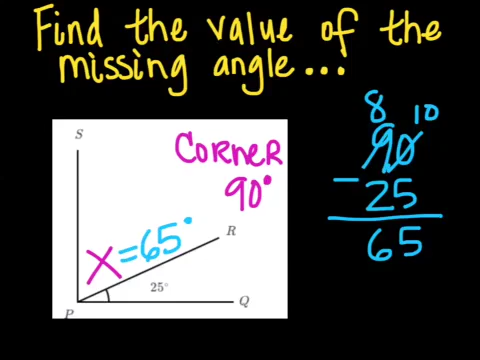 Find the value of the
missing angle...
S
CORNER
90°
X=65°
R
25°
P
Q
8 10
90
- 25
65